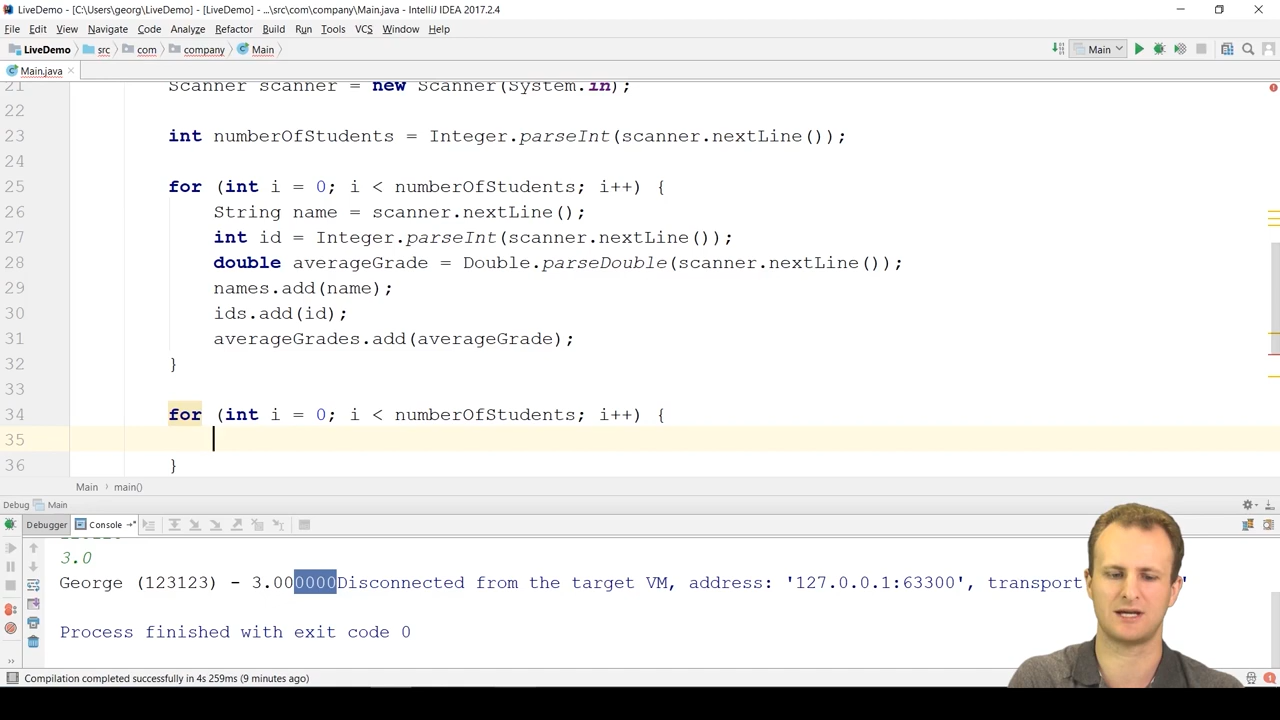 LiveDemo - [C:\Users\georg\LiveDemo] - [LiveDemo] - ...\src\com\company\Main.java - IntelliJ IDEA 2017.2.4
File Edit View Navigate Code Analyze Refactor Build Run Tools VCS Window Help
LiveDemo src com company Main Main
Main.java
21 Scanner scanner = new Scanner(System.in);
22
23 int numberOfStudents = Integer.parseInt(scanner.nextLine());
24
25 for (int i = 0; i < numberOfStudents; i++) {
26 String name = scanner.nextLine();
27 int id = Integer.parseInt(scanner.nextLine());
28 double averageGrade = Double.parseDouble(scanner.nextLine());
29 names.add(name);
30 ids.add(id);
31 averageGrades.add(averageGrade);
32 }
33
34 for (int i = 0; i < numberOfStudents; i++) {
35
36 }
Main main()
Debug Main
Debugger Console
3.0
George (123123) - 3.000000Disconnected from the target VM, address: '127.0.0.1:63300', transport
Process finished with exit code 0
Compilation completed successfully in 4s 259ms (9 minutes ago)